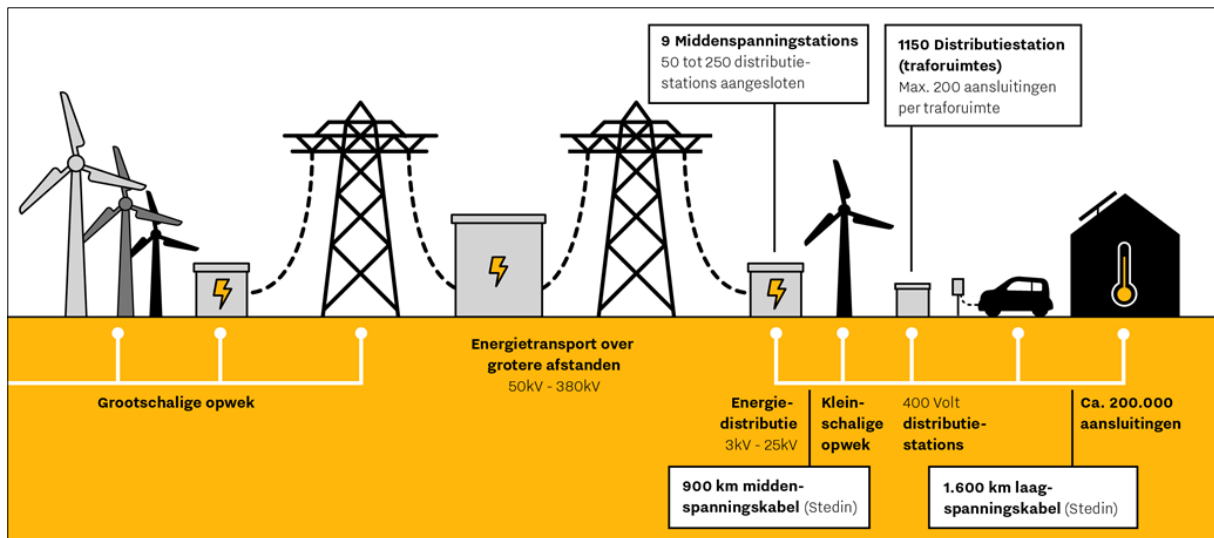 9 Middenspanningstations
50 tot 250 distributie-
stations aangesloten
1150 Distributiestation
(traforuimtes)
Max. 200 aansluitingen
per traforuimte
Grootschalige opwek
Energietransport over
grotere afstanden
50kV - 380kV
Energie-
distributie
3kV - 25kV
Klein-
schalige
opwek
400 Volt
distributie-
stations
Ca. 200.000
aansluitingen
900 km midden-
spanningskabel (Stedin)
1.600 km laag-
spanningskabel (Stedin)